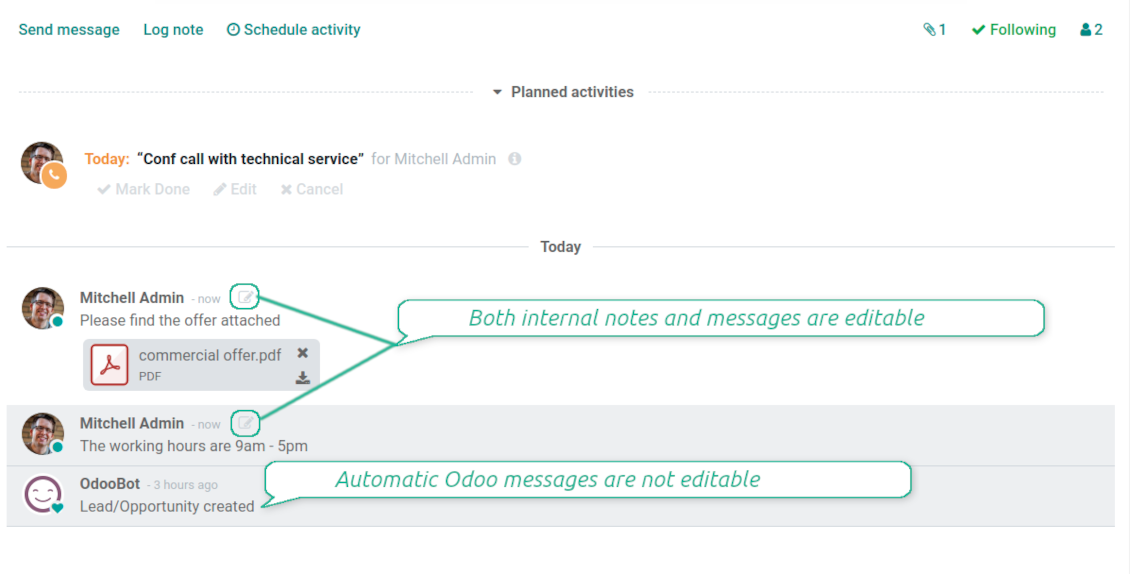 Send message Log note Schedule activity 1 Following 2
Planned activities
Today: “Conf call with technical service” for Mitchell Admin
Mark Done Edit Cancel
Today
Mitchell Admin - now
Please find the offer attached
Both internal notes and messages are editable
commercial offer.pdf
PDF
Mitchell Admin - now
The working hours are 9am - 5pm
Automatic Odoo messages are not editable
OdooBot - 3 hours ago
Lead/Opportunity created